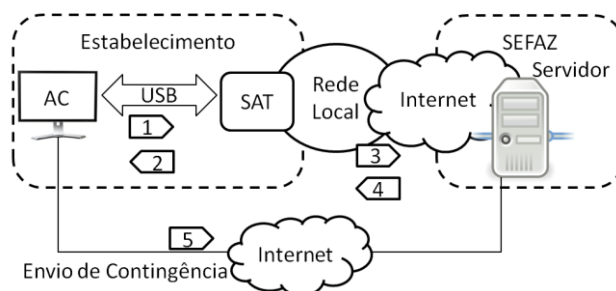 Estabelecimento
SEFAZ
Servidor
AC
USB
SAT
Rede
Local
Internet
1
2
3
4
5
Internet
Envio de Contingência